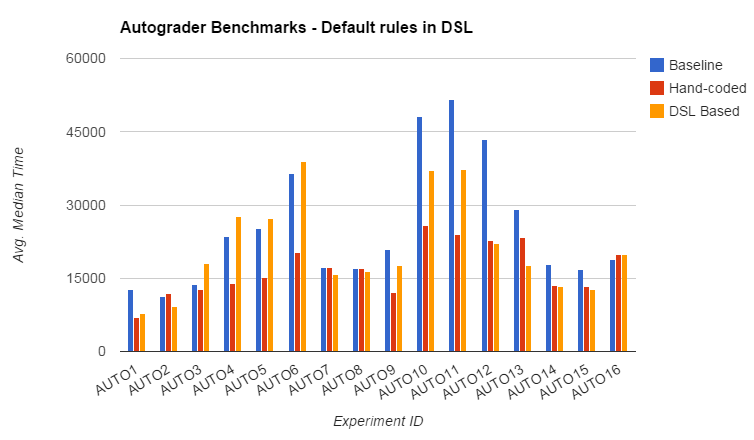 Autograder Benchmarks - Default rules in DSL
60000
45000
30000
15000
0
Avg. Median Time
Baseline
Hand-coded
DSL Based
AUTO1
AUTO2
AUTO3
AUTO4
AUTO5
AUTO6
AUTO7
AUTO8
AUTO9
AUTO10
AUTO11
AUTO12
AUTO13
AUTO14
AUTO15
AUTO16
Experiment ID